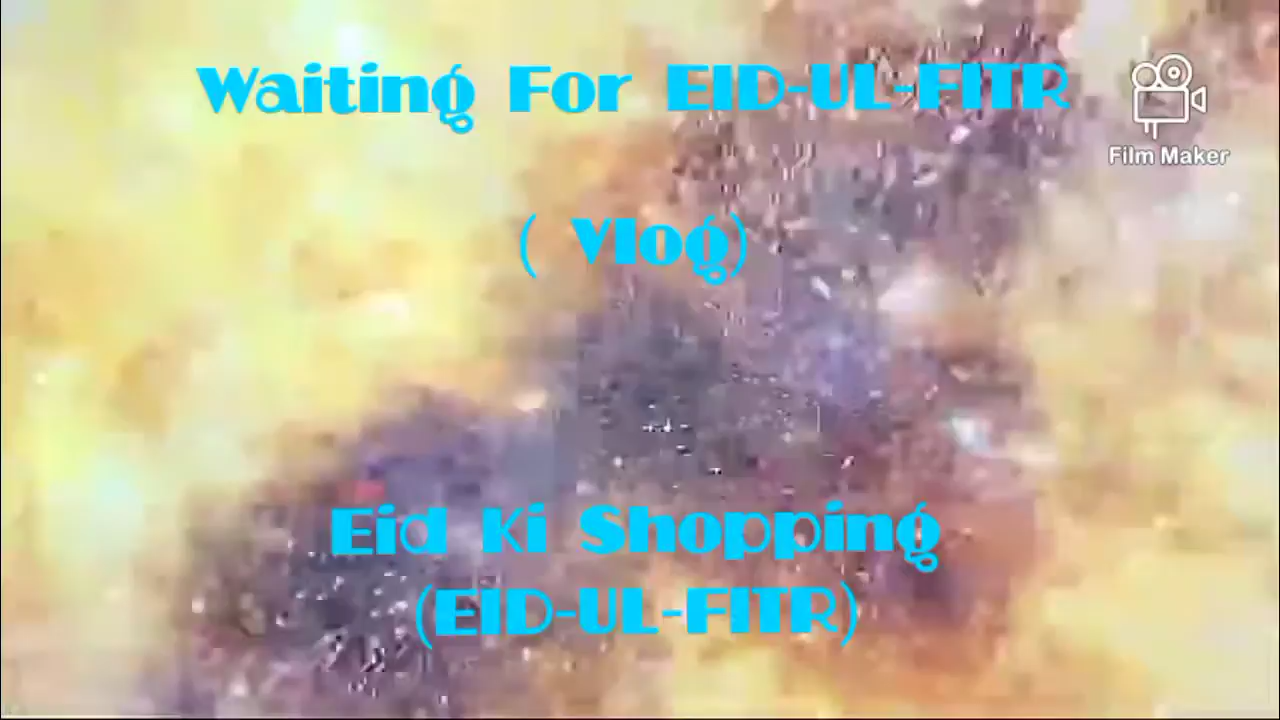 Waiting For EID-UL-FITR
Film Maker
( Vlog)
Eid Ki Shopping
(EID-UL-FITR)